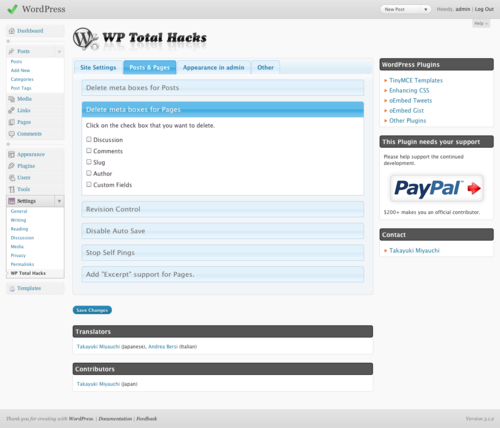 WordPress
New Post
Howdy, admin | Log Out
Help
Dashboard
Posts
Posts
Add New
Categories
Post Tags
Media
Links
Pages
Comments
Appearance
Plugins
Users
Tools
Settings
General
Writing
Reading
Discussion
Media
Privacy
Permalinks
WP Total Hacks
Templates
WP Total Hacks
Site Settings
Posts & Pages
Appearance in admin
Other
Delete meta boxes for Posts
Delete meta boxes for Pages
Click on the check box that you want to delete.
Discussion
Comments
Slug
Author
Custom Fields
Revision Control
Disable Auto Save
Stop Self Pings
Add "Excerpt" support for Pages.
Save Changes
Translators
Takayuki Miyauchi (Japanese), Andrea Bersi (Italian)
Contributors
Takayuki Miyauchi (Japan)
WordPress Plugins
TinyMCE Templates
Enhancing CSS
oEmbed Tweets
oEmbed Gist
Other Plugins
This Plugin needs your support
Please help support the continued
development.
PayPal
$200+ makes you an official contributor.
Contact
Takayuki Miyauchi
Thank you for creating with WordPress. | Documentation | Feedback